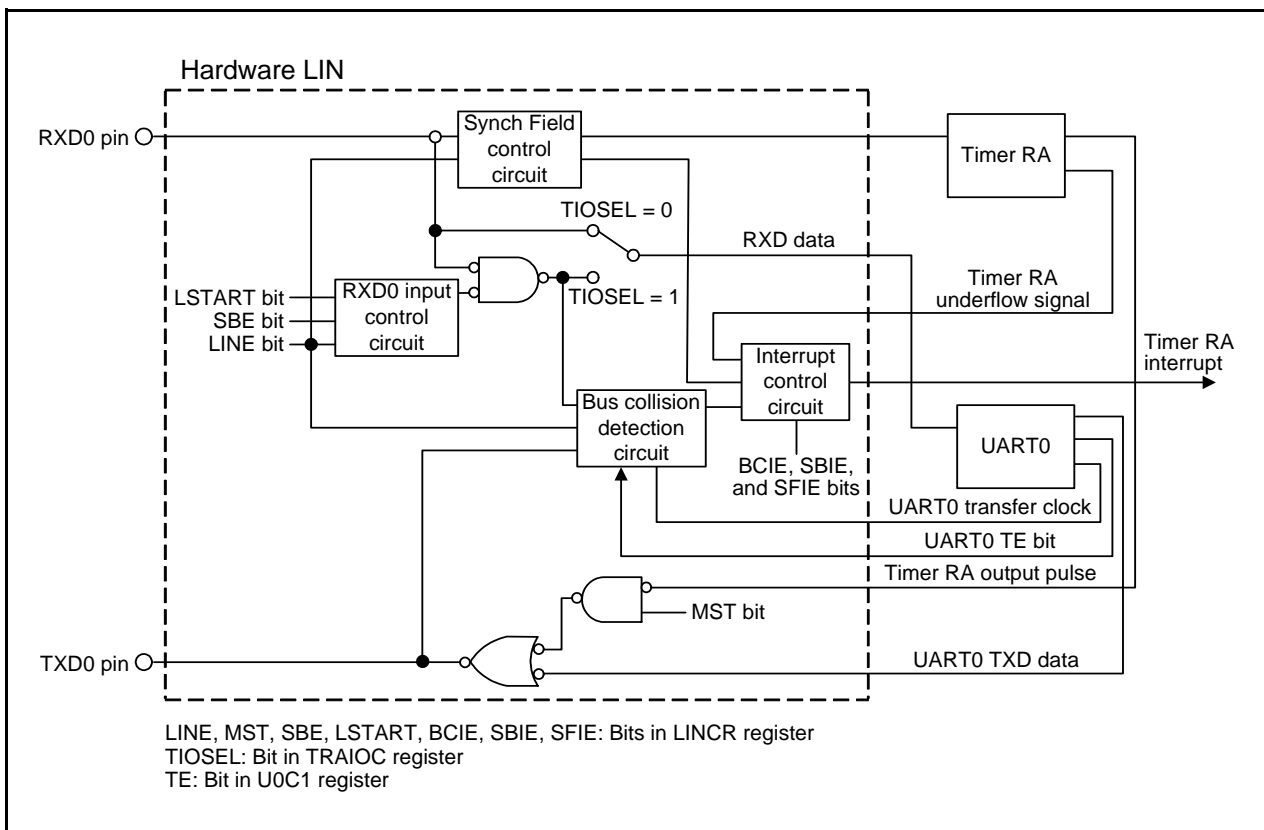 Hardware LIN
RXD0 pin
Synch Field
control
circuit
Timer RA
TIOSEL = 0
RXD data
TIOSEL = 1
LSTART bit
SBE bit
LINE bit
RXD0 input
control
circuit
Timer RA
underflow signal
Timer RA
interrupt
Interrupt
control
circuit
Bus collision
detection
circuit
BCIE, SBIE,
and SFIE bits
UART0
UART0 transfer clock
UART0 TE bit
Timer RA output pulse
MST bit
TXD0 pin
UART0 TXD data
LINE, MST, SBE, LSTART, BCIE, SBIE, SFIE: Bits in LINCR register
TIOSEL: Bit in TRAIOC register
TE: Bit in U0C1 register